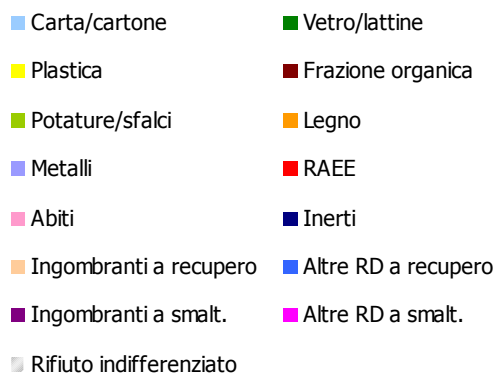 Carta/cartone
Vetro/lattine
Plastica
Frazione organica
Potature/sfalci
Legno
Metalli
RAEE
Abiti
Inerti
Ingombranti a recupero
Altre RD a recupero
Ingombranti a smalt.
Altre RD a smalt.
Rifiuto indifferenziato